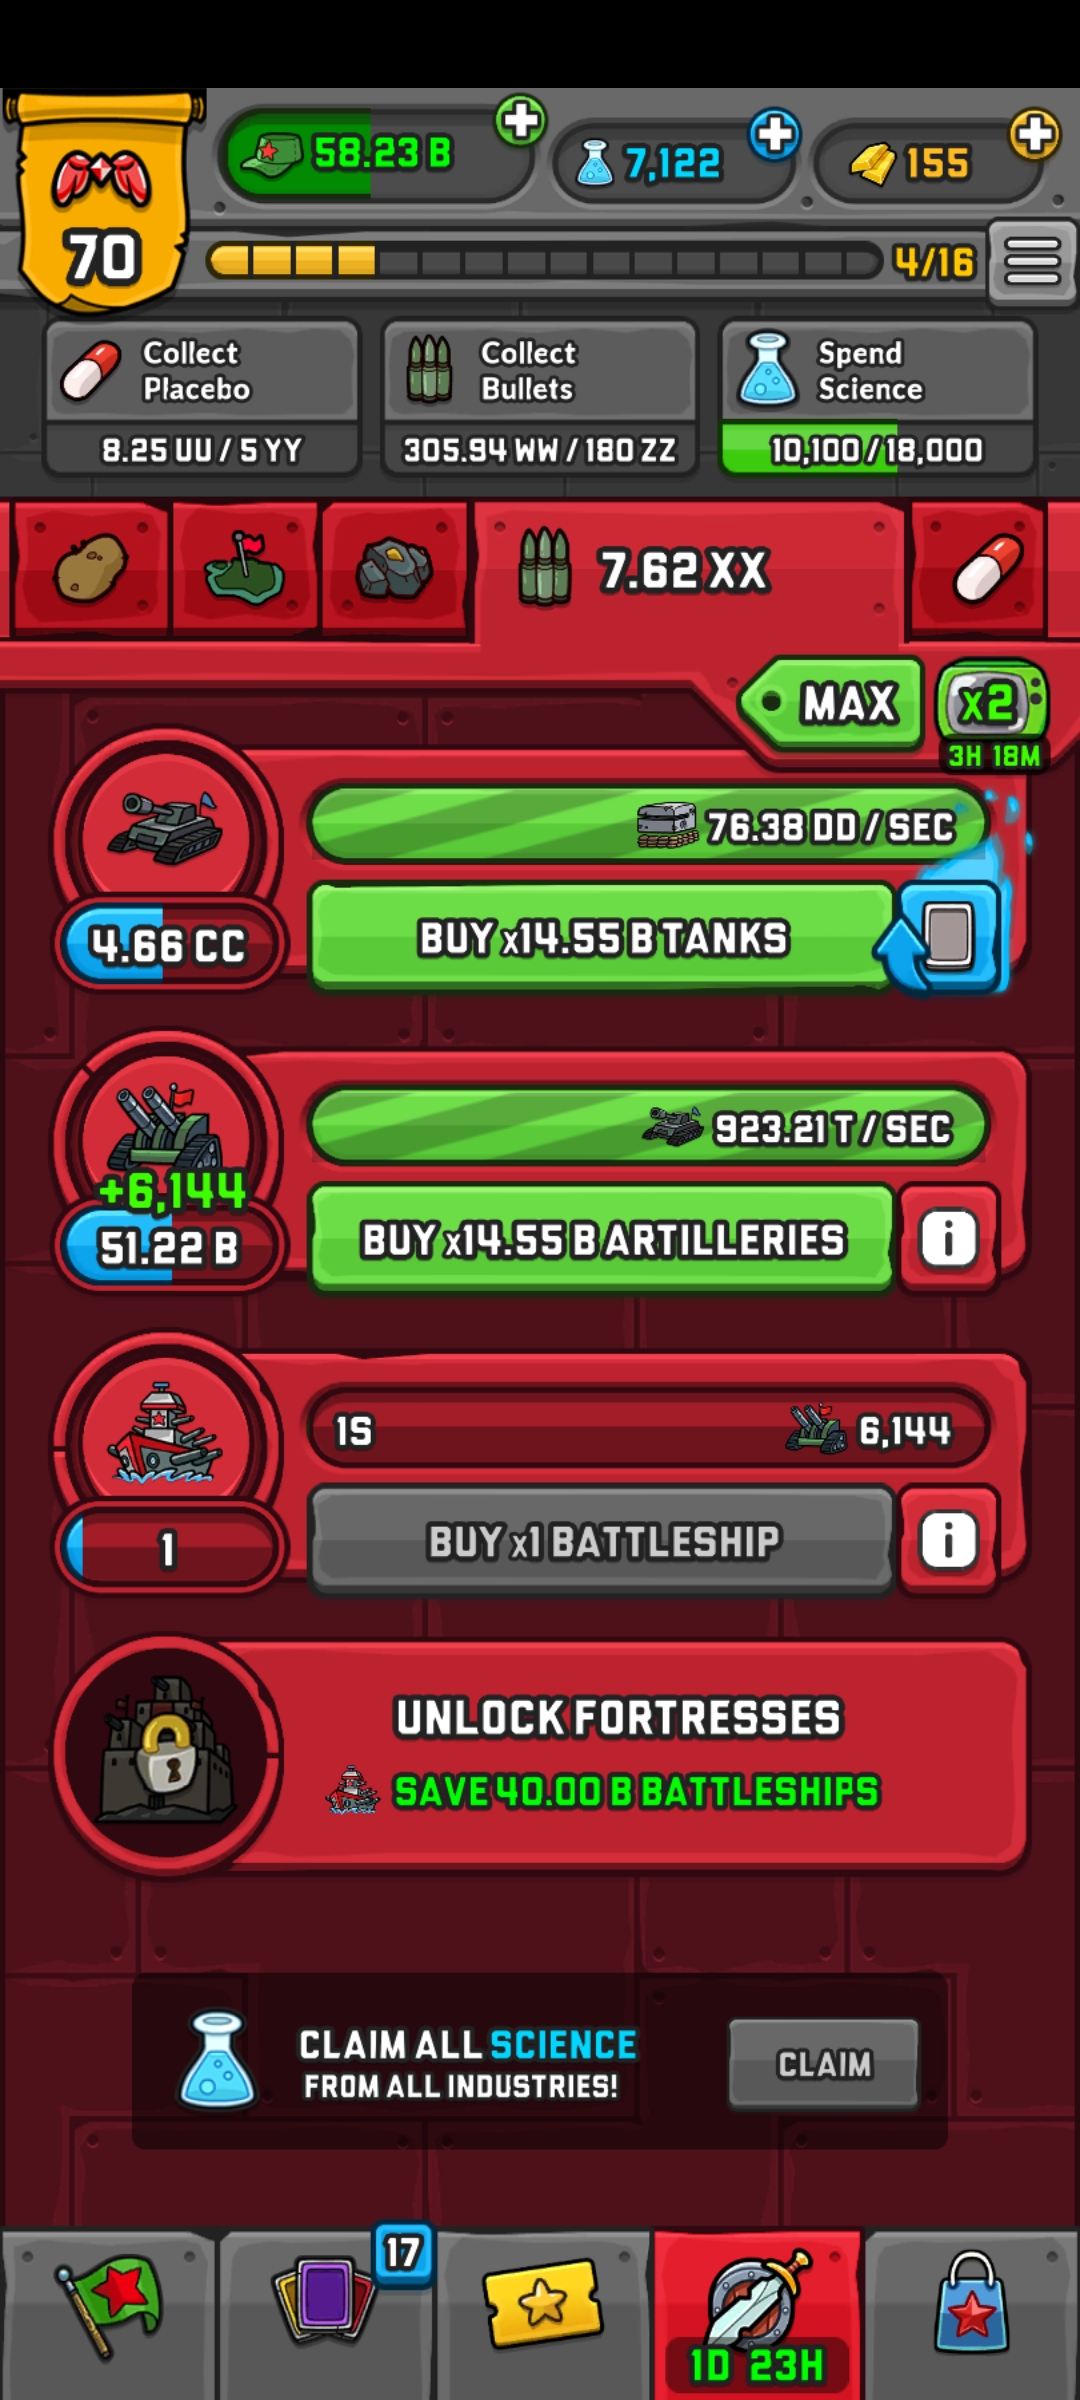 58.23 B
7,122
155
70
4/16
Collect
Placebo
8.25 UU / 5 YY
Collect
Bullets
305.94 WW / 180 ZZ
Spend
Science
10,100 / 18,000
7.62 XX
MAX
x2
3H 18M
76.38 DD / SEC
4.66 CC
BUY x14.55 B TANKS
923.21 T / SEC
+6,144
51.22 B
BUY x14.55 B ARTILLERIES
i
1S
6,144
1
BUY x1 BATTLESHIP
i
UNLOCK FORTRESSES
SAVE 40.00 B BATTLESHIPS
CLAIM ALL SCIENCE
FROM ALL INDUSTRIES!
CLAIM
17
1D 23H